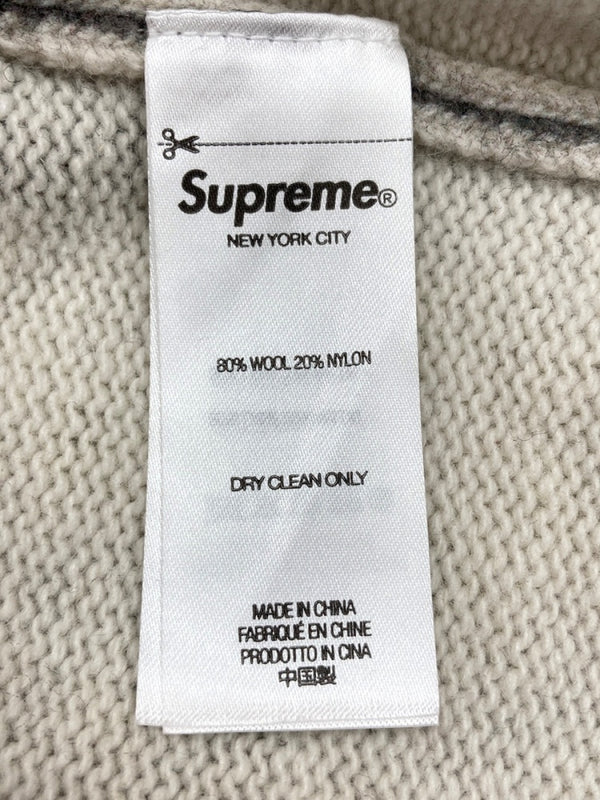 Supreme®
NEW YORK CITY
80% WOOL 20% NYLON
DRY CLEAN ONLY
MADE IN CHINA
FABRIQUÉ EN CHINE
PRODOTTO IN CINA
中国製